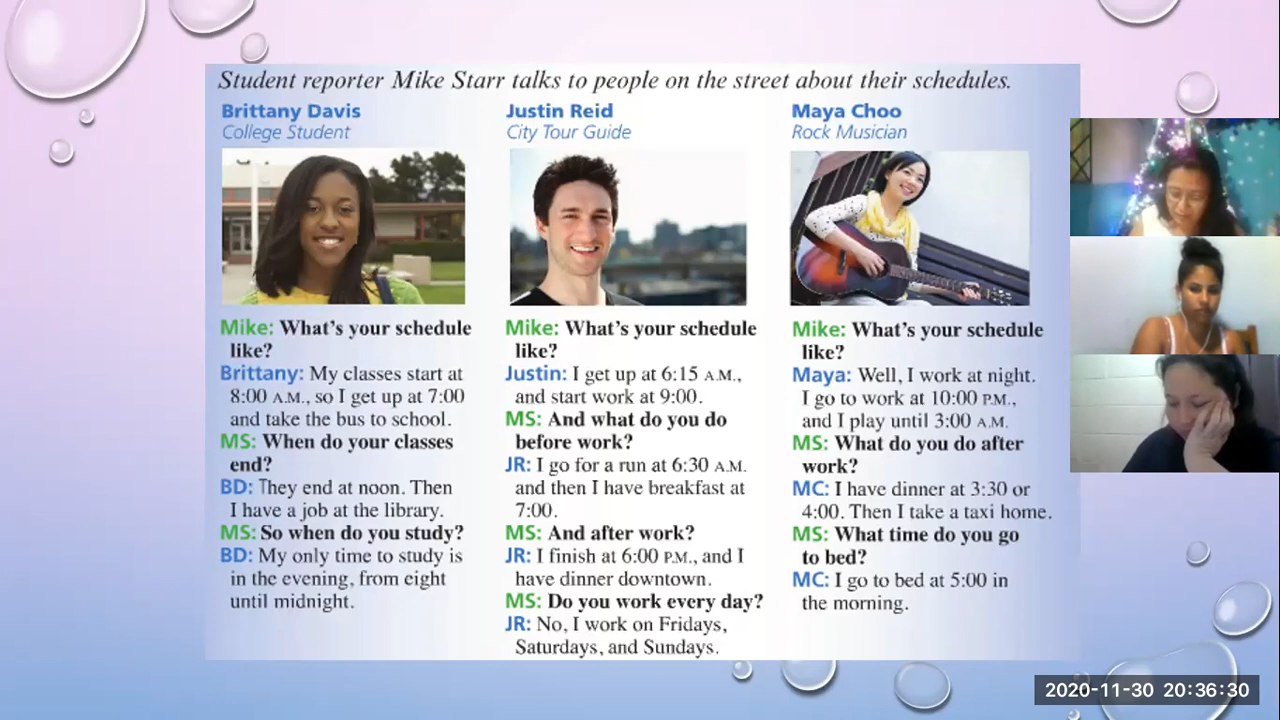 Student reporter Mike Starr talks to people on the street about their schedules.
Brittany Davis
College Student
Mike: What's your schedule
like?
Brittany: My classes start at
8:00 A.M., so I get up at 7:00
and take the bus to school.
MS: When do your classes
end?
BD: They end at noon. Then
I have a job at the library.
MS: So when do you study?
BD: My only time to study is
in the evening, from eight
until midnight.
Justin Reid
City Tour Guide
Mike: What's your schedule
like?
Justin: I get up at 6:15 A.M.,
and start work at 9:00.
MS: And what do you do
before work?
JR: I go for a run at 6:30 A.M.
and then I have breakfast at
7:00.
MS: And after work?
JR: I finish at 6:00 P.M., and I
have dinner downtown.
MS: Do you work every day?
JR: No, I work on Fridays,
Saturdays, and Sundays.
Maya Choo
Rock Musician
Mike: What's your schedule
like?
Maya: Well, I work at night.
I go to work at 10:00 P.M.,
and I play until 3:00 A.M.
MS: What do you do after
work?
MC: I have dinner at 3:30 or
4:00. Then I take a taxi home.
MS: What time do you go
to bed?
MC: I go to bed at 5:00 in
the morning.
2020-11-30 20:36:30